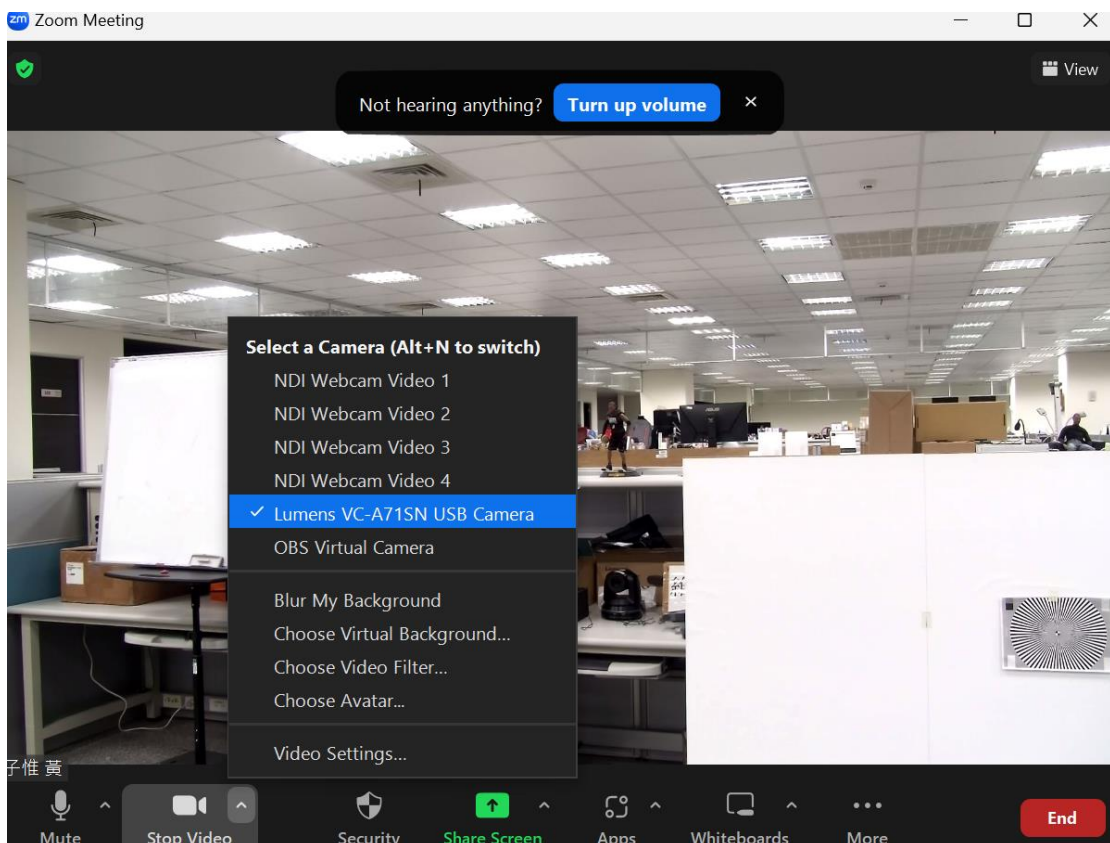 zm Zoom Meeting
View
Not hearing anything? Turn up volume
Select a Camera (Alt+N to switch)
NDI Webcam Video 1
NDI Webcam Video 2
NDI Webcam Video 3
NDI Webcam Video 4
Lumens VC-A71SN USB Camera
OBS Virtual Camera
Blur My Background
Choose Virtual Background...
Choose Video Filter...
Choose Avatar...
Video Settings...
子惟 黃
Mute Stop Video Security Share Screen Apps Whiteboards More End